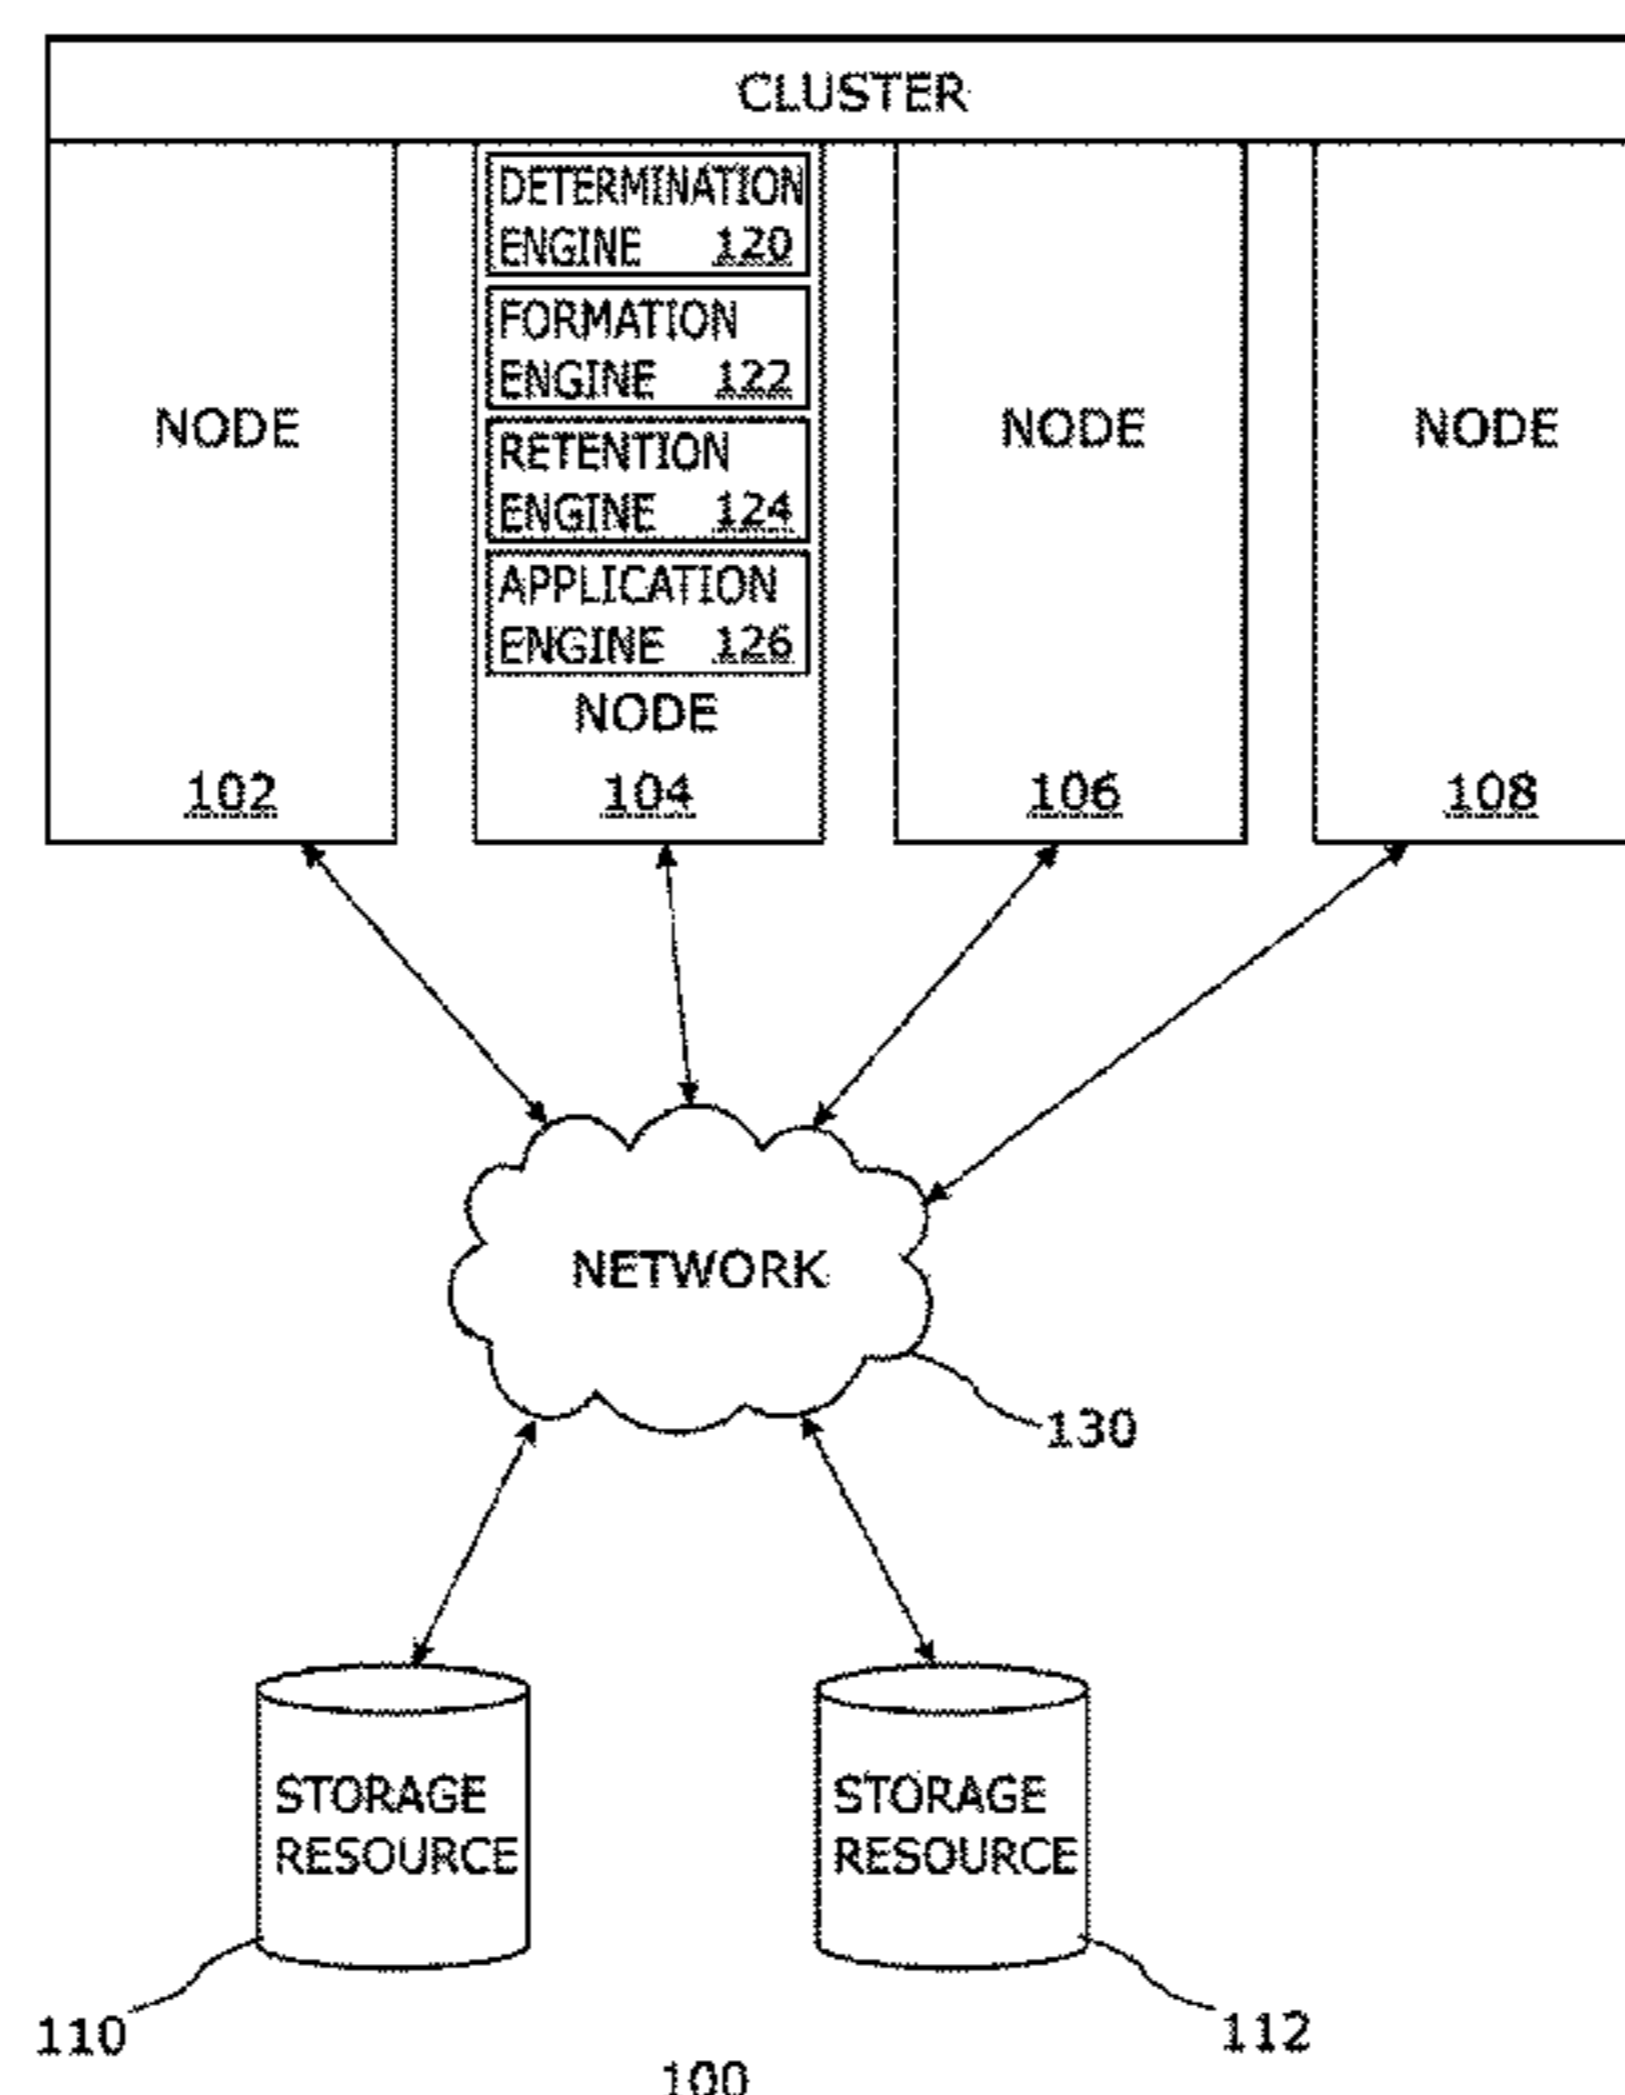 CLUSTER
DETERMINATION
ENGINE 120
FORMATION
ENGINE 122
RETENTION
ENGINE 124
APPLICATION
ENGINE 126
NODE
NODE
NODE
NODE
102
104
106
108
NETWORK
130
STORAGE
RESOURCE
STORAGE
RESOURCE
110
112
100